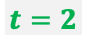 t = 2